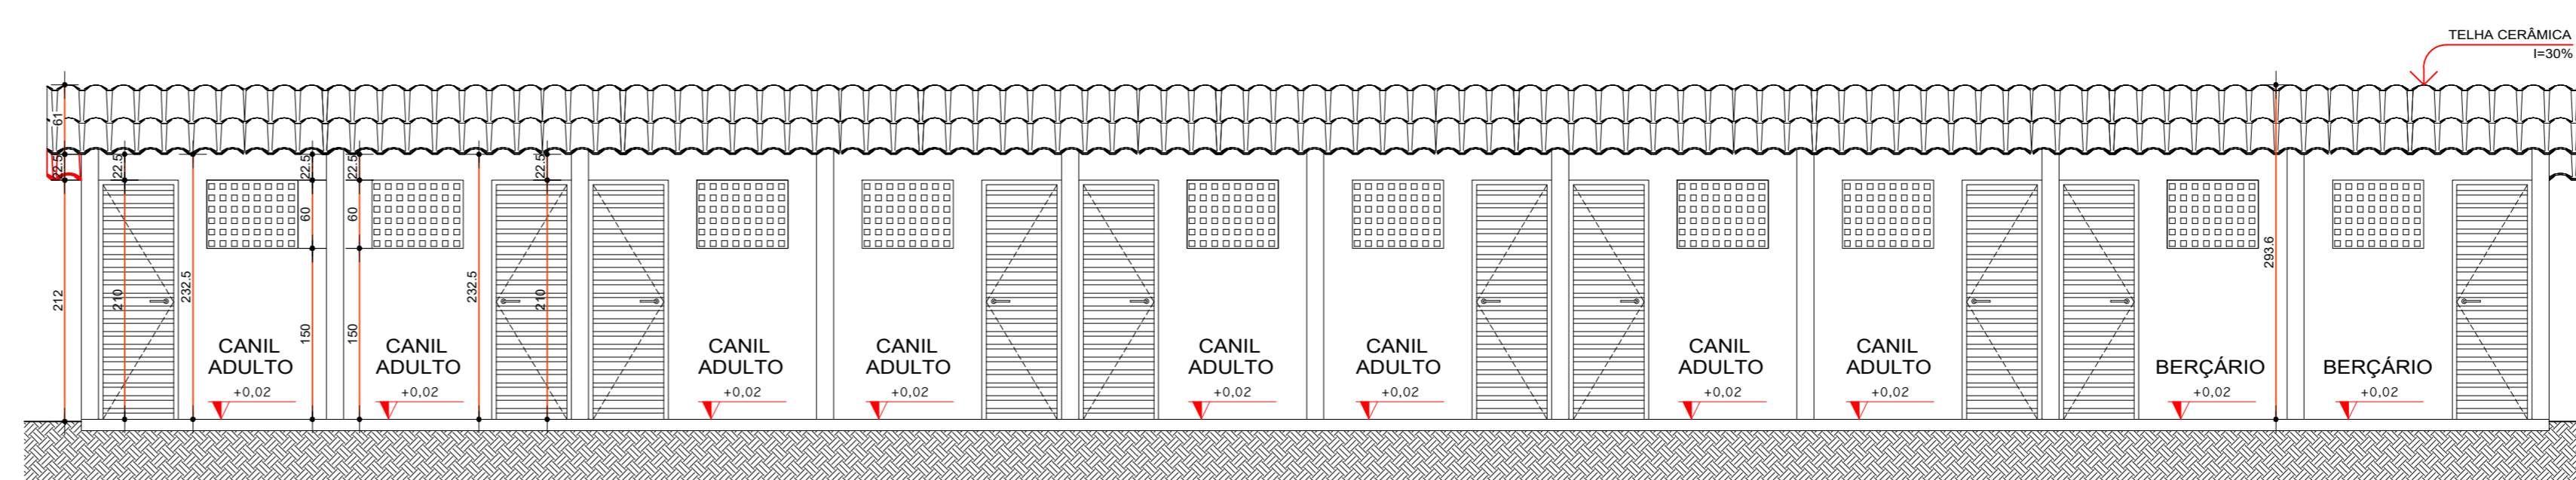 TELHA CERÂMICA
I=30%
61
22.5
22.5
22.5
22.5
22.5
60
60
212
210
232.5
150
150
232.5
210
293.6
CANIL
ADULTO
+0,02
CANIL
ADULTO
+0,02
CANIL
ADULTO
+0,02
CANIL
ADULTO
+0,02
CANIL
ADULTO
+0,02
CANIL
ADULTO
+0,02
CANIL
ADULTO
+0,02
CANIL
ADULTO
+0,02
BERÇÁRIO
+0,02
BERÇÁRIO
+0,02